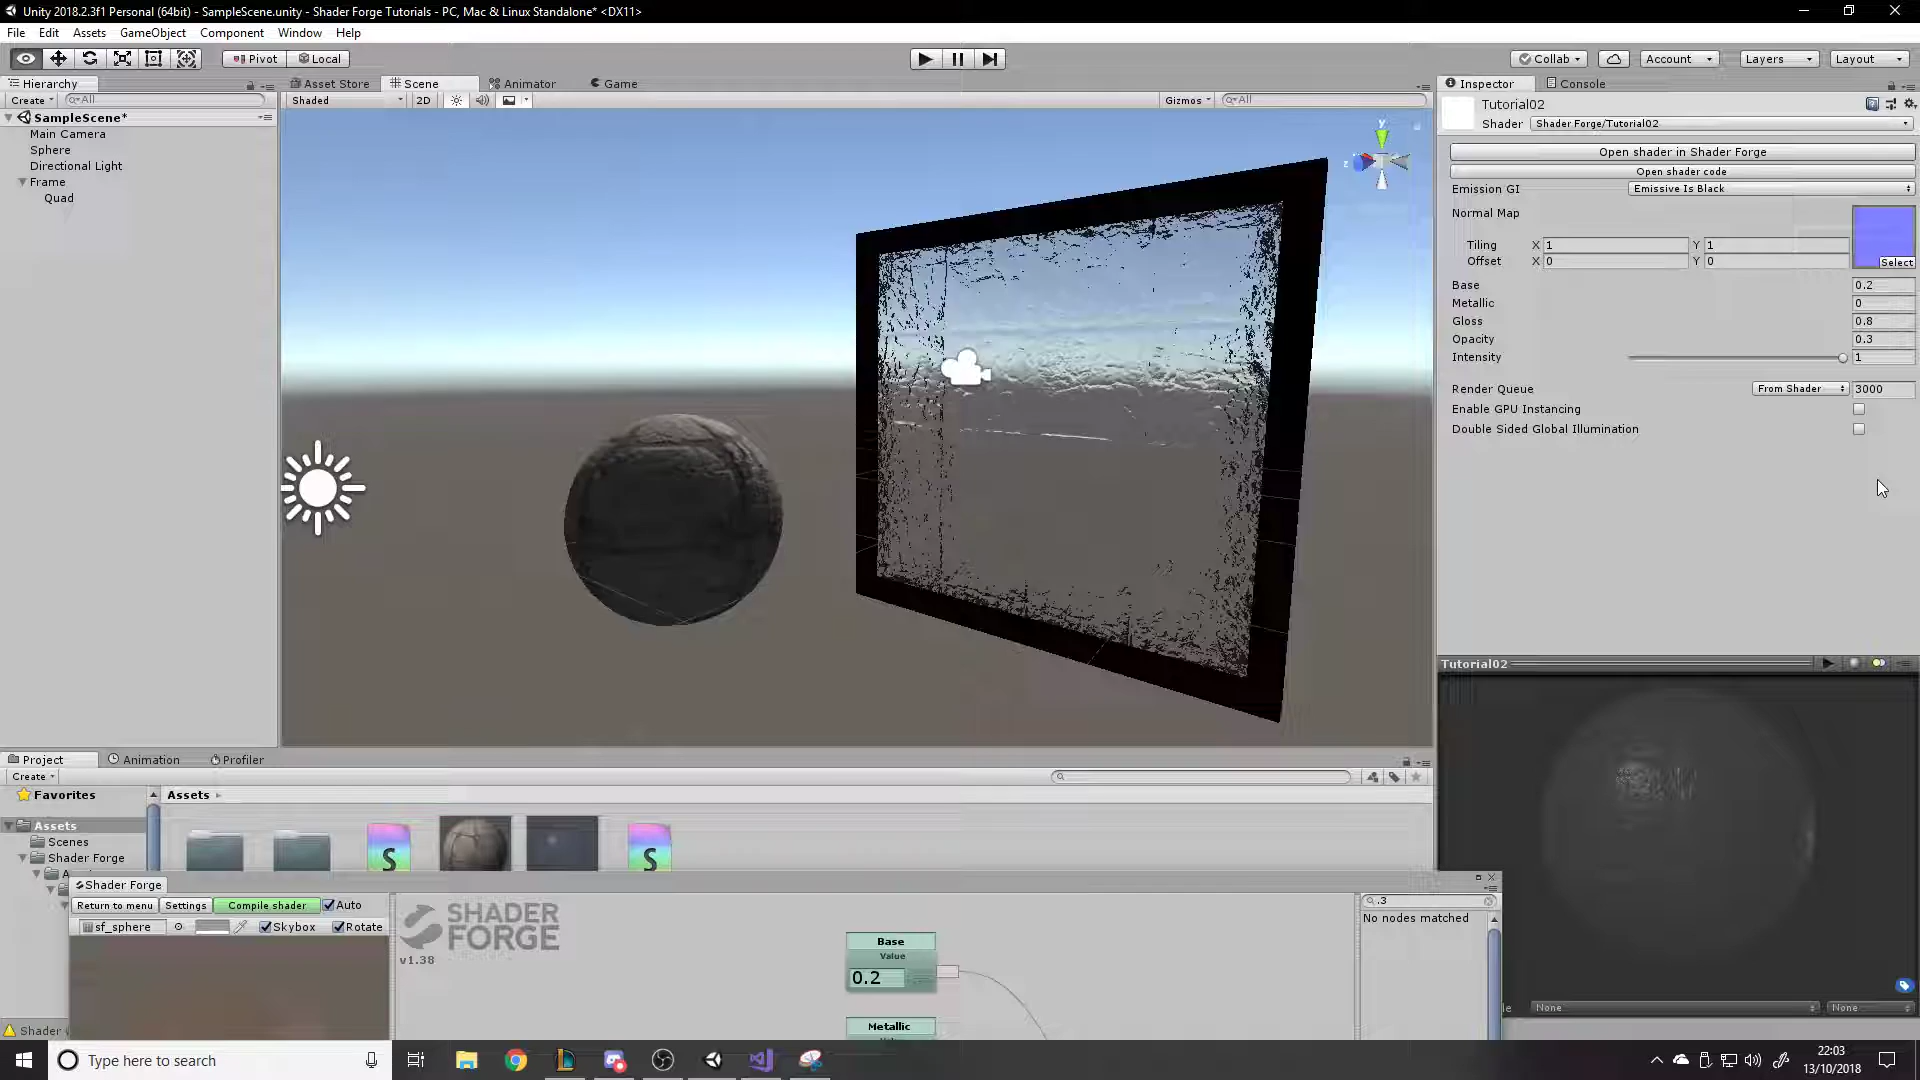 Unity 2018.2.3f1 Personal (64bit) - SampleScene.unity - Shader Forge Tutorials - PC, Mac & Linux Standalone* <DX11>
File Edit Assets GameObject Component Window Help
Pivot Local Collab Account Layers Layout
Hierarchy Asset Store Scene Animator Game Inspector Console
Create All Shaded 2D Gizmos All
SampleScene*
Main Camera
Sphere
Directional Light
Frame
Quad
y
z
Tutorial02
Shader Shader Forge/Tutorial02
Open shader in Shader Forge
Open shader code
Emission GI Emissive Is Black
Normal Map
Tiling X 1 Y 1
Offset X 0 Y 0
Select
Base 0.2
Metallic 0
Gloss 0.8
Opacity 0.3
Intensity 1
Render Queue From Shader 3000
Enable GPU Instancing
Double Sided Global Illumination
Tutorial02
Project Animation Profiler
Create
Favorites
Assets
Assets
Scenes
Shader Forge
S S
Shader Forge
Return to menu Settings Compile shader Auto
sf_sphere Skybox Rotate
SHADER
FORGE
v1.38
Base
Value
0.2
Metallic
.3
No nodes matched
None None
Shader
Type here to search
22:03
13/10/2018